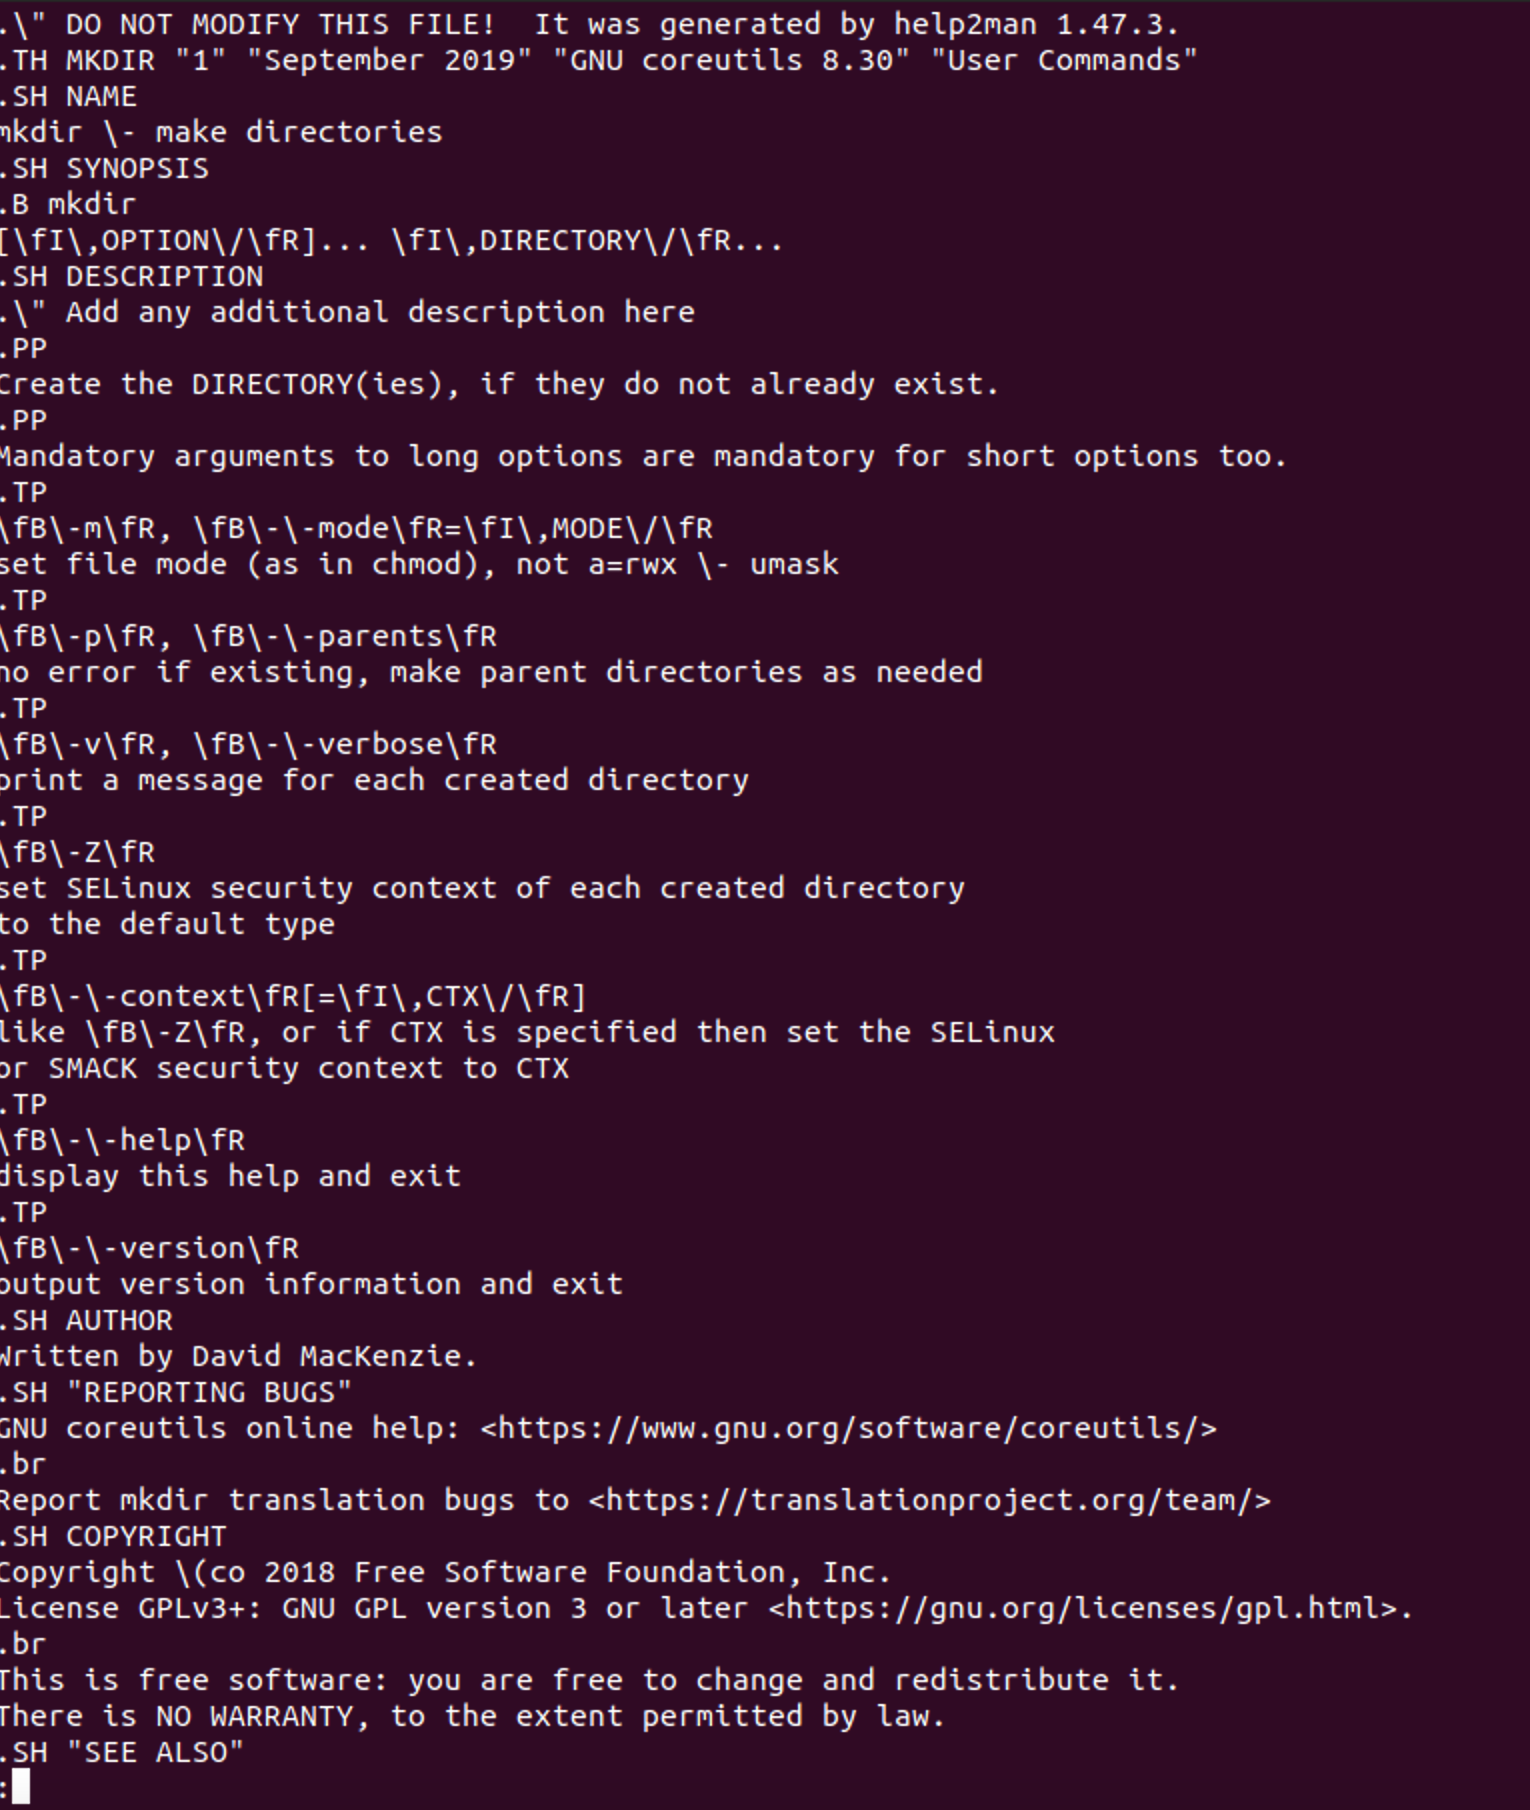 .\" DO NOT MODIFY THIS FILE!  It was generated by help2man 1.47.3.
.TH MKDIR "1" "September 2019" "GNU coreutils 8.30" "User Commands"
.SH NAME
mkdir \- make directories
.SH SYNOPSIS
.B mkdir
[\fI\,OPTION\/\fR]... \fI\,DIRECTORY\/\fR...
.SH DESCRIPTION
.\" Add any additional description here
.PP
Create the DIRECTORY(ies), if they do not already exist.
.PP
Mandatory arguments to long options are mandatory for short options too.
.TP
\fB\-m\fR, \fB\-\-mode\fR=\fI\,MODE\/\fR
set file mode (as in chmod), not a=rwx \- umask
.TP
\fB\-p\fR, \fB\-\-parents\fR
no error if existing, make parent directories as needed
.TP
\fB\-v\fR, \fB\-\-verbose\fR
print a message for each created directory
.TP
\fB\-Z\fR
set SELinux security context of each created directory
to the default type
.TP
\fB\-\-context\fR[=\fI\,CTX\/\fR]
like \fB\-Z\fR, or if CTX is specified then set the SELinux
or SMACK security context to CTX
.TP
\fB\-\-help\fR
display this help and exit
.TP
\fB\-\-version\fR
output version information and exit
.SH AUTHOR
Written by David MacKenzie.
.SH "REPORTING BUGS"
GNU coreutils online help: <https://www.gnu.org/software/coreutils/>
.br
Report mkdir translation bugs to <https://translationproject.org/team/>
.SH COPYRIGHT
Copyright \(co 2018 Free Software Foundation, Inc.
License GPLv3+: GNU GPL version 3 or later <https://gnu.org/licenses/gpl.html>.
.br
This is free software: you are free to change and redistribute it.
There is NO WARRANTY, to the extent permitted by law.
.SH "SEE ALSO"
: